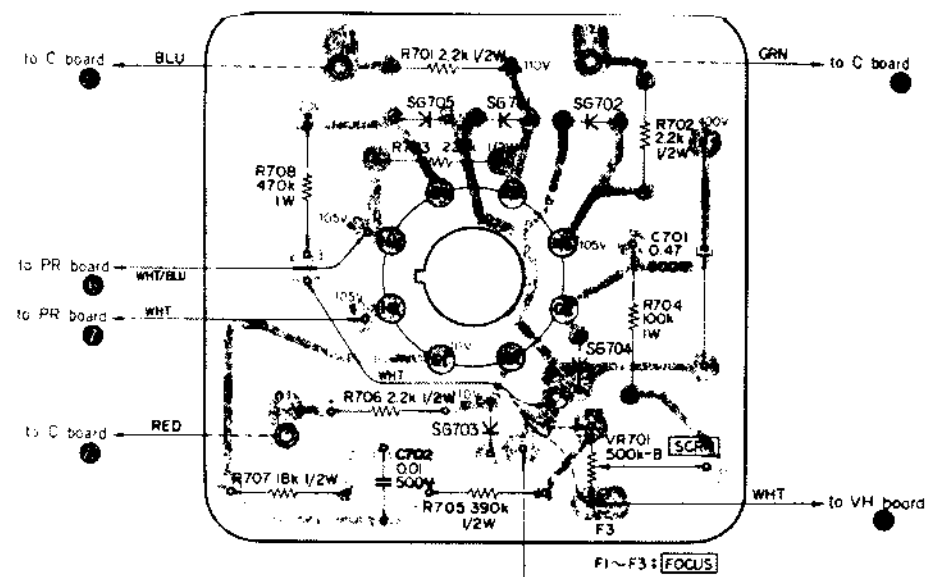 to C board
BLU
R701 2.2k 1/2W
110V
GRN
to C board
SG705
SG702
R702
2.2k
1/2W
400V
R708
470k
1W
105V
105V
C701
0.47
to PR board
WHT/BLU
R704
100k
1W
to PR board
WHT
105V
SG704
WHT
R706 2.2k 1/2W
SG703
to C board
RED
VR701
500k-B
C702
0.01
R707 18k 1/2W
R705 390k
1/2W
F3
WHT
to VH board
F1~F3: FOCUS